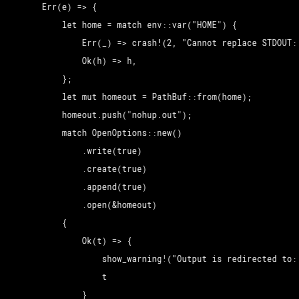 Err(e) => {
let home = match env::var("HOME") {
Err(_) => crash!(2, "Cannot replace STDOUT:
Ok(h) => h,
};
let mut homeout = PathBuf::from(home);
homeout.push("nohup.out");
match OpenOptions::new()
.write(true)
.create(true)
.append(true)
.open(&homeout)
{
Ok(t) => {
show_warning!("Output is redirected to:
t
}